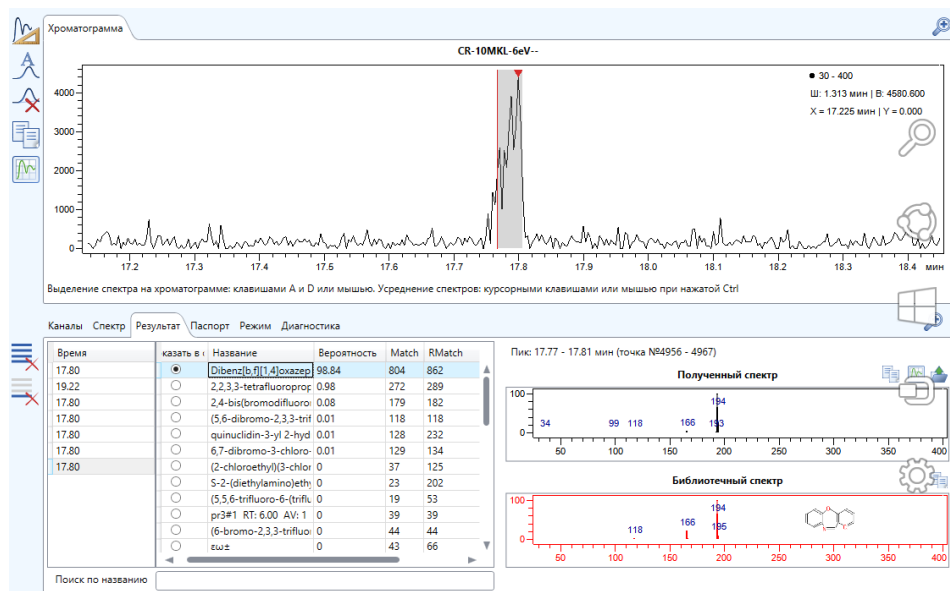 Хроматограмма
CR-10MKL-6eV--
● 30 - 400
Ш: 1.313 мин | В: 4580.600
X = 17.225 мин | Y = 0.000
4000
3000
2000
1000
0
17.2 17.3 17.4 17.5 17.6 17.7 17.8 17.9 18.0 18.1 18.2 18.3 18.4 мин
Выделение спектра на хроматограмме: клавишами A и D или мышью. Усреднение спектров: курсорными клавишами или мышью при нажатой Ctrl
Каналы Спектр Результат Паспорт Режим Диагностика
Время
17.80
19.22
17.80
17.80
17.80
17.80
17.80
казать в Название Вероятность Match RMatch
Dibenz[b,f][1,4]oxazep 98.84 804 862
2,2,3,3-tetrafluoroprop 0.98 272 289
2,4-bis(bromodifluoro 0.08 179 182
(5,6-dibromo-2,3,3-trif 0.01 118 118
quinuclidin-3-yl 2-hyd 0.01 128 232
6,7-dibromo-3-chloro- 0.01 129 134
(2-chloroethyl)(3-chlor 0 37 125
S-2-(diethylamino)eth 0 23 202
(5,5,6-trifluoro-6-(triflu 0 19 53
pr3#1 RT: 6.00 AV: 1 0 39 39
(6-bromo-2,3,3-trifluo 0 44 44
εω± 0 43 66
Поиск по названию
Пик: 17.77 - 17.81 мин (точка №4956 - 4967)
Полученный спектр
100
0
34 99 118 166 194 193
50 100 150 200 250 300 350 400
Библиотечный спектр
100
0
118 166 194 195
50 100 150 200 250 300 350 400